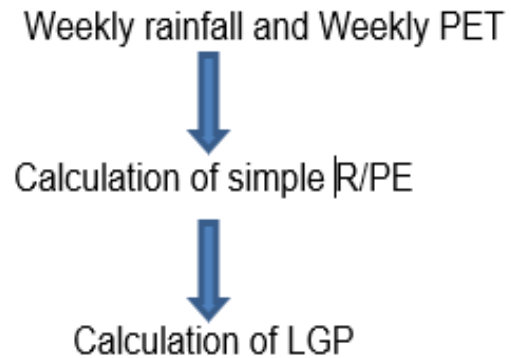 Weekly rainfall and Weekly PET
Calculation of simple R/PE
Calculation of LGP